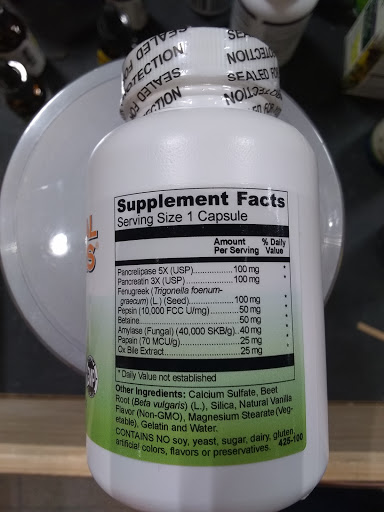 SEALED FOR
PROTECTION
SEALED
Supplement Facts
Serving Size 1 Capsule
Amount % Daily
Per Serving Value
Pancrelipase 5X (USP)..................100 mg *
Pancreatin 3X (USP)....................100 mg *
Fenugreek (Trigonella foenum-
graecum) (L.) (Seed)....................100 mg *
Pepsin (10,000 FCC U/mg)..........50 mg *
Betaine...........................................50 mg *
Amylase (Fungal) (40,000 SKB/g)..40 mg *
Papain (70 MCU/g)........................25 mg *
Ox Bile Extract...............................25 mg *
* Daily Value not established
Other Ingredients: Calcium Sulfate, Beet
Root (Beta vulgaris) (L.), Silica, Natural Vanilla
Flavor (Non-GMO), Magnesium Stearate (Veg-
etable), Gelatin and Water.
CONTAINS NO soy, yeast, sugar, dairy, gluten,
artificial colors, flavors or preservatives. 425-100